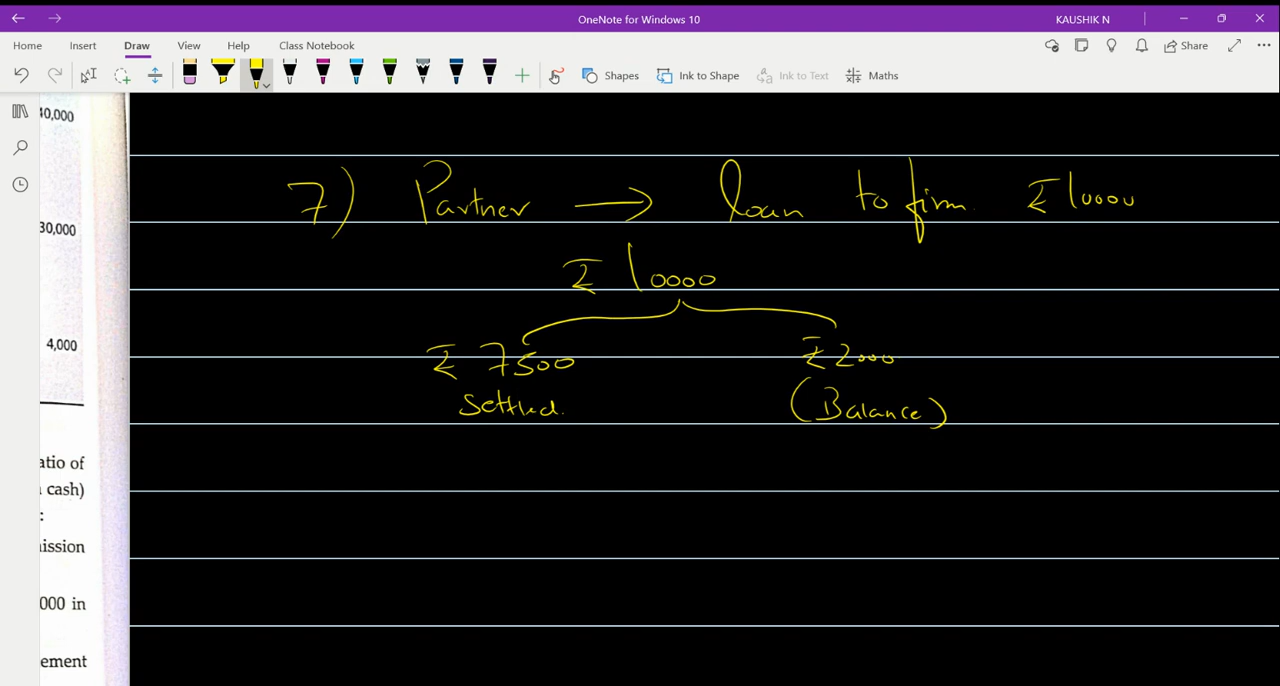 OneNote for Windows 10
KAUSHIK N
Home Insert Draw View Help Class Notebook
Share
Shapes Ink to Shape Ink to Text Maths
40,000
7) Partner → loan to firm. ₹ 10000
30,000
₹ 10000
4,000
₹ 7500 ₹ 2000
Settled. (Balance)
atio of
cash)
:
ission
000 in
ement